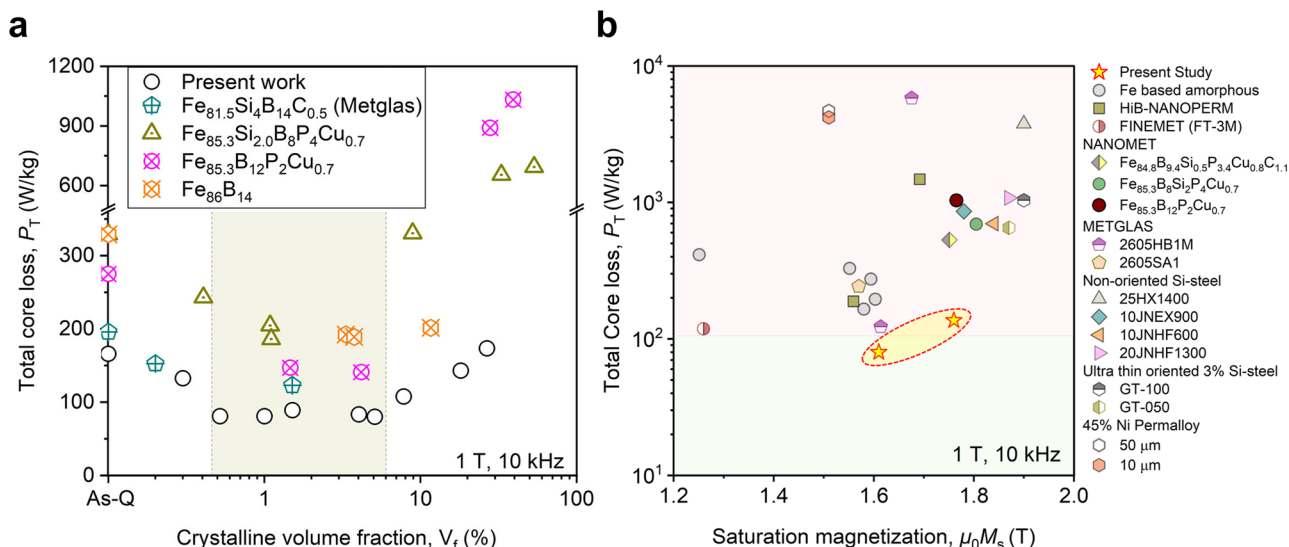 a
1200
900
600
300
200
100
0
Total core loss, P_T (W/kg)
Present work
Fe81.5Si4B14C0.5 (Metglas)
Fe85.3Si2.0B8P4Cu0.7
Fe85.3B12P2Cu0.7
Fe86B14
1 T, 10 kHz
As-Q
1
10
100
Crystalline volume fraction, V_f (%)
b
10^4
10^3
10^2
10^1
Total Core loss, P_T (W/kg)
1 T, 10 kHz
1.2
1.4
1.6
1.8
2.0
Saturation magnetization, μ0Ms (T)
Present Study
Fe based amorphous
HiB-NANOPERM
FINEMET (FT-3M)
NANOMET
Fe84.8B9.4Si0.5P3.4Cu0.8C1.1
Fe85.3B8Si2P4Cu0.7
Fe85.3B12P2Cu0.7
METGLAS
2605HB1M
2605SA1
Non-oriented Si-steel
25HX1400
10JNEX900
10JNHF600
20JNHF1300
Ultra thin oriented 3% Si-steel
GT-100
GT-050
45% Ni Permalloy
50 μm
10 μm